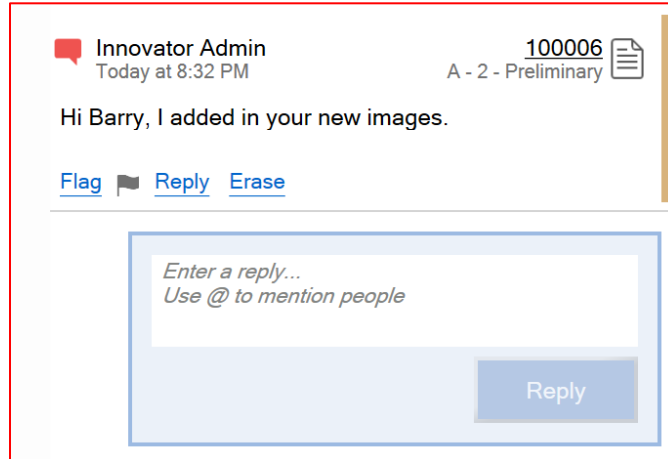 Innovator Admin
100006
Today at 8:32 PM
A - 2 - Preliminary
Hi Barry, I added in your new images.
Flag Reply Erase
Enter a reply...
Use @ to mention people
Reply